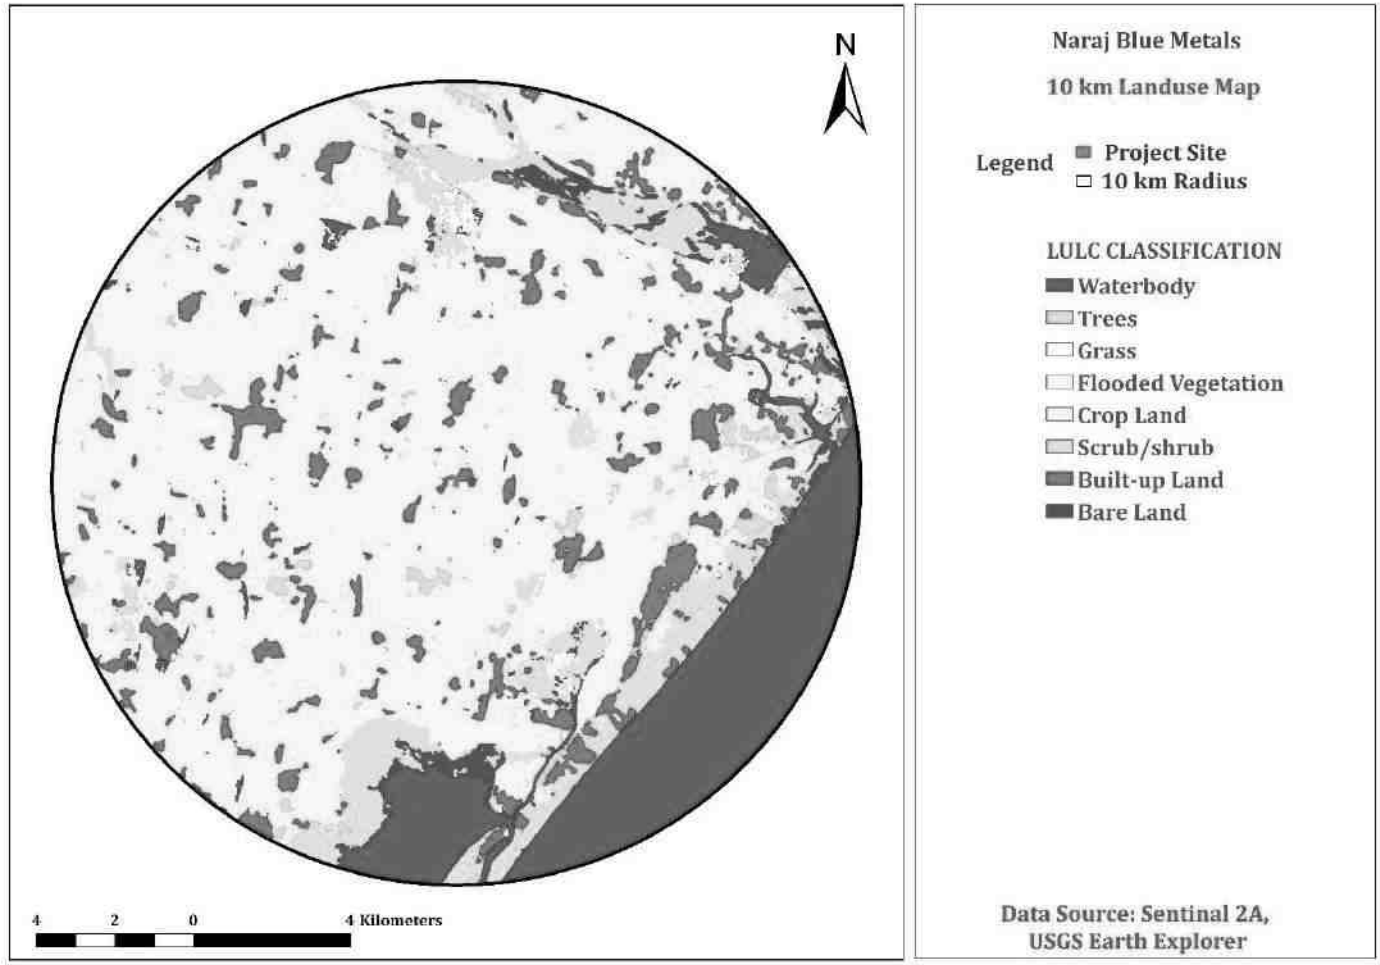 N
4 2 0 4 Kilometers
Naraj Blue Metals
10 km Landuse Map
Legend
Project Site
10 km Radius
LULC CLASSIFICATION
Waterbody
Trees
Grass
Flooded Vegetation
Crop Land
Scrub/shrub
Built-up Land
Bare Land
Data Source: Sentinal 2A,
USGS Earth Explorer